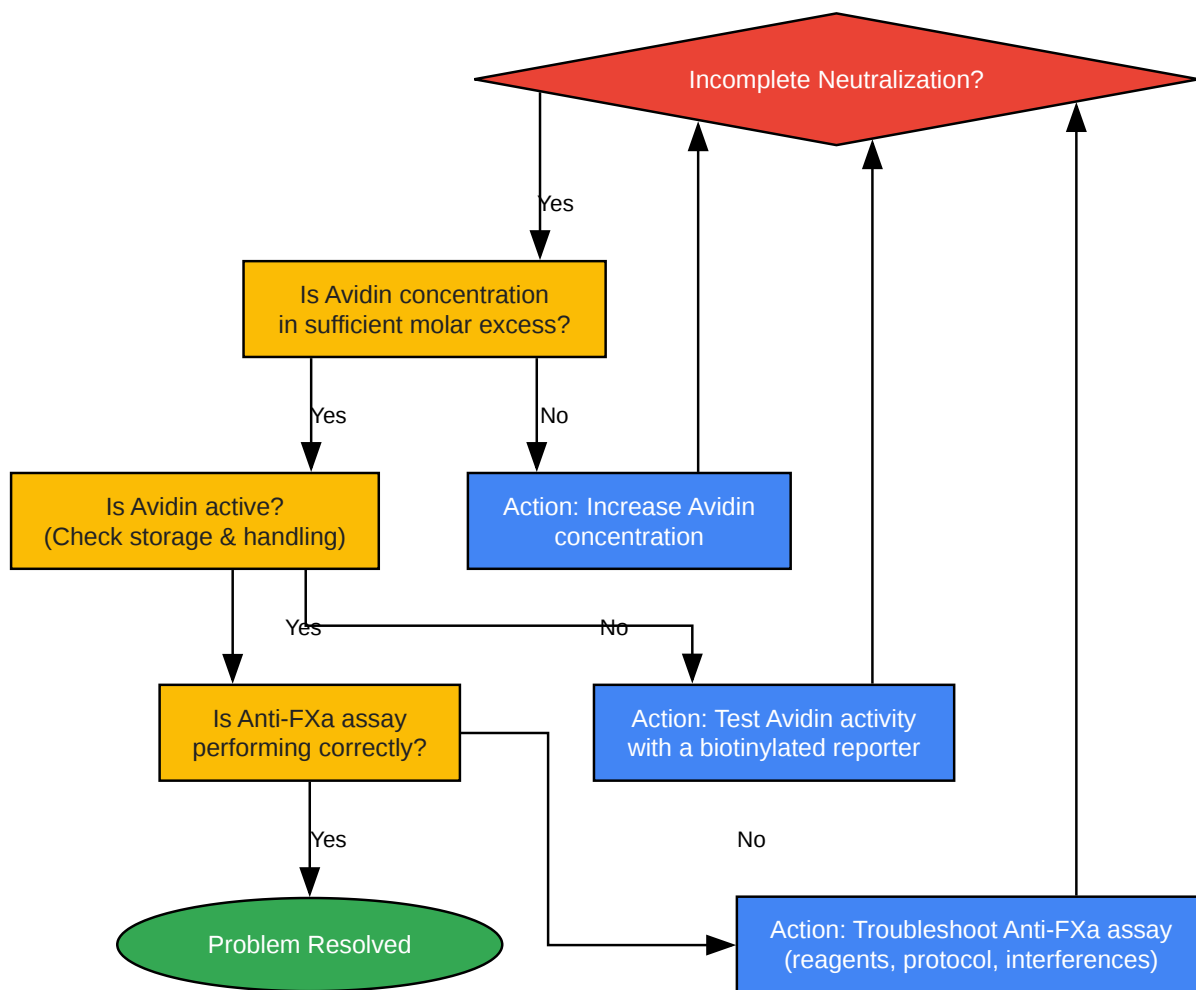 Incomplete Neutralization?
Yes
Is Avidin concentration
in sufficient molar excess?
Yes
No
Is Avidin active?
(Check storage & handling)
Action: Increase Avidin
concentration
Yes
No
Is Anti-FXa assay
performing correctly?
Action: Test Avidin activity
with a biotinylated reporter
Yes
No
Problem Resolved
Action: Troubleshoot Anti-FXa assay
(reagents, protocol, interferences)